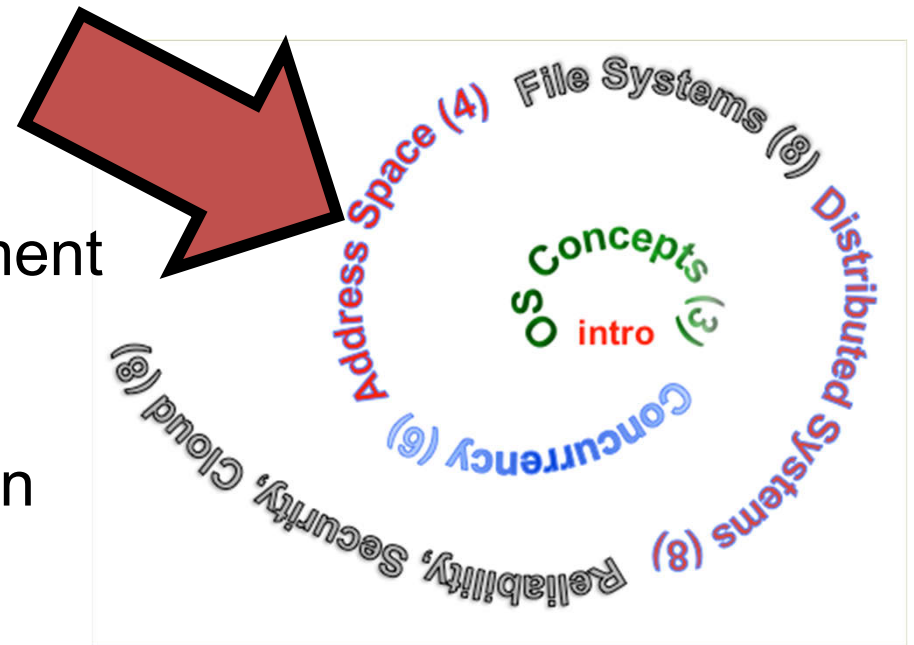 intro
OS Concepts (3)
Concurrency (6)
Address Space (4)
File Systems (8)
Distributed Systems (8)
Reliability, Security, Cloud (8)
ment
n